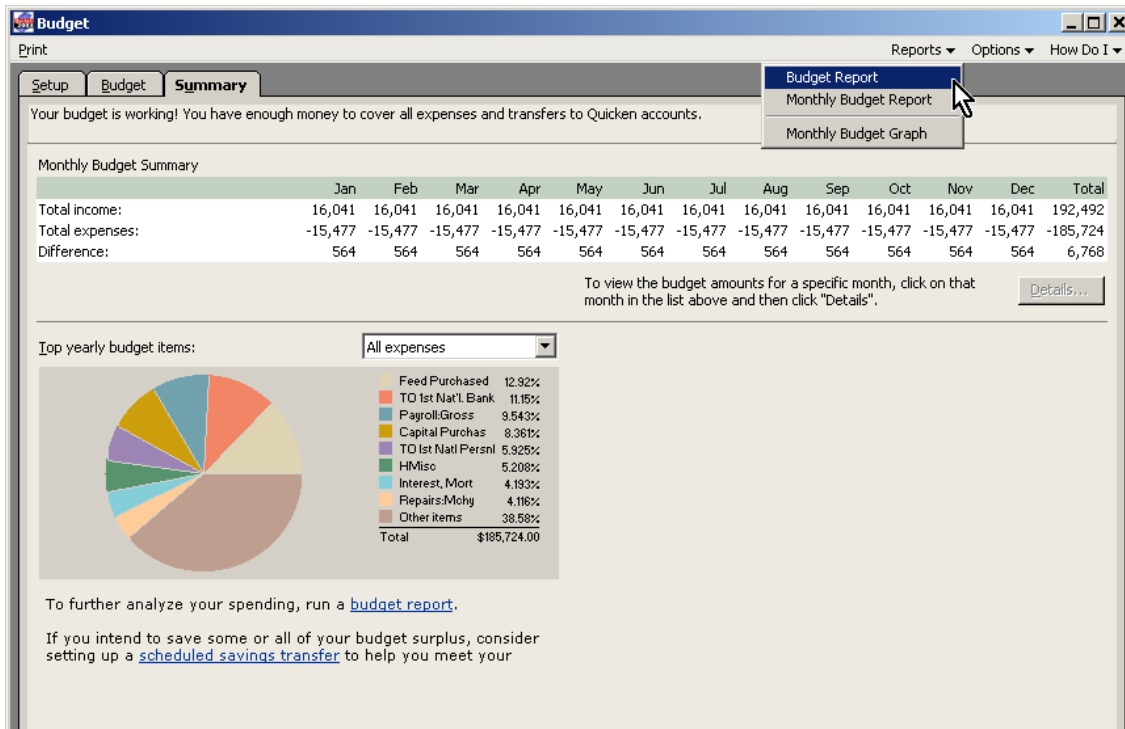 Budget
Print Reports Options How Do I
Setup Budget Summary
Budget Report
Monthly Budget Report
Monthly Budget Graph
Your budget is working! You have enough money to cover all expenses and transfers to Quicken accounts.
Monthly Budget Summary
Jan Feb Mar Apr May Jun Jul Aug Sep Oct Nov Dec Total
Total income: 16,041 16,041 16,041 16,041 16,041 16,041 16,041 16,041 16,041 16,041 16,041 16,041 192,492
Total expenses: -15,477 -15,477 -15,477 -15,477 -15,477 -15,477 -15,477 -15,477 -15,477 -15,477 -15,477 -15,477 -185,724
Difference: 564 564 564 564 564 564 564 564 564 564 564 564 6,768
To view the budget amounts for a specific month, click on that
month in the list above and then click "Details".
Details...
Top yearly budget items: All expenses
Feed Purchased 12.92%
TO 1st Nat'l. Bank 11.15%
Payroll:Gross 9.543%
Capital Purchas 8.361%
TO Ist Natl Persnl 5.925%
HMisc 5.208%
Interest, Mort 4.193%
Repairs:Mchy 4.116%
Other items 38.58%
Total $185,724.00
To further analyze your spending, run a budget report.
If you intend to save some or all of your budget surplus, consider
setting up a scheduled savings transfer to help you meet your